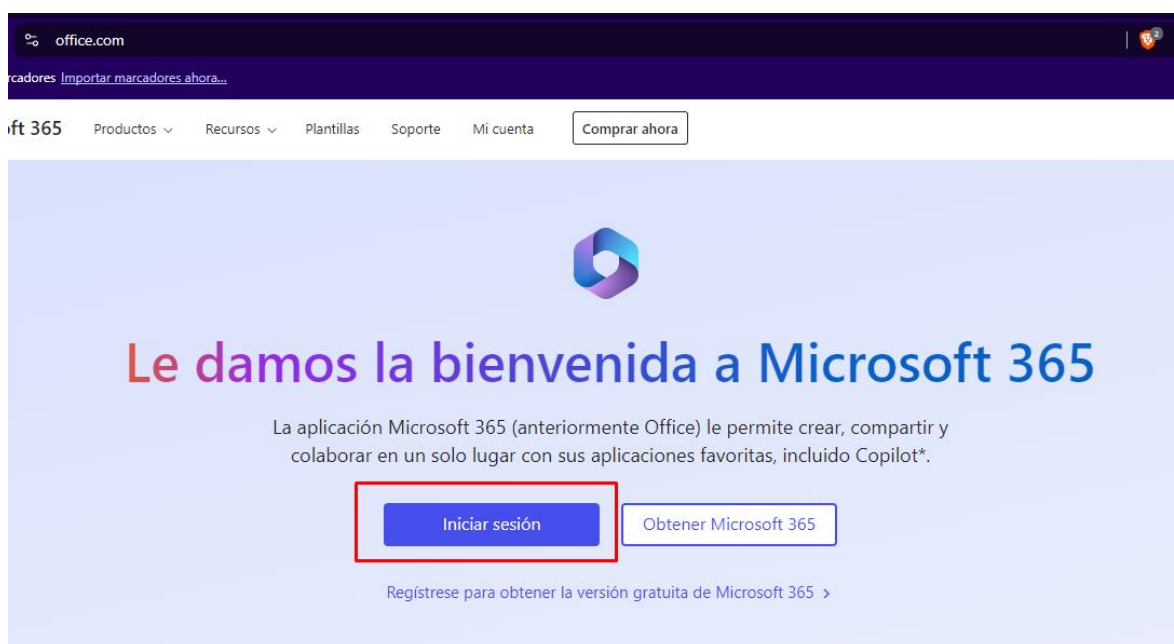 office.com
2
rcadores Importar marcadores ahora...
oft 365 Productos Recursos Plantillas Soporte Mi cuenta Comprar ahora
Le damos la bienvenida a Microsoft 365
La aplicación Microsoft 365 (anteriormente Office) le permite crear, compartir y
colaborar en un solo lugar con sus aplicaciones favoritas, incluido Copilot*.
Iniciar sesión Obtener Microsoft 365
Regístrese para obtener la versión gratuita de Microsoft 365